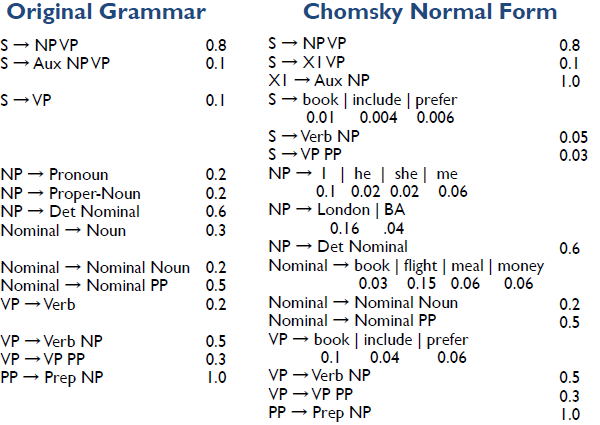 Original Grammar
S → NP VP 0.8
S → Aux NP VP 0.1
S → VP 0.1
NP → Pronoun 0.2
NP → Proper-Noun 0.2
NP → Det Nominal 0.6
Nominal → Noun 0.3
Nominal → Nominal Noun 0.2
Nominal → Nominal PP 0.5
VP → Verb 0.2
VP → Verb NP 0.5
VP → VP PP 0.3
PP → Prep NP 1.0
Chomsky Normal Form
S → NP VP 0.8
S → X1 VP 0.1
X1 → Aux NP 1.0
S → book | include | prefer
0.01 0.004 0.006
S → Verb NP 0.05
S → VP PP 0.03
NP → I | he | she | me
0.1 0.02 0.02 0.06
NP → London | BA
0.16 .04
NP → Det Nominal 0.6
Nominal → book | flight | meal | money
0.03 0.15 0.06 0.06
Nominal → Nominal Noun 0.2
Nominal → Nominal PP 0.5
VP → book | include | prefer
0.1 0.04 0.06
VP → Verb NP 0.5
VP → VP PP 0.3
PP → Prep NP 1.0